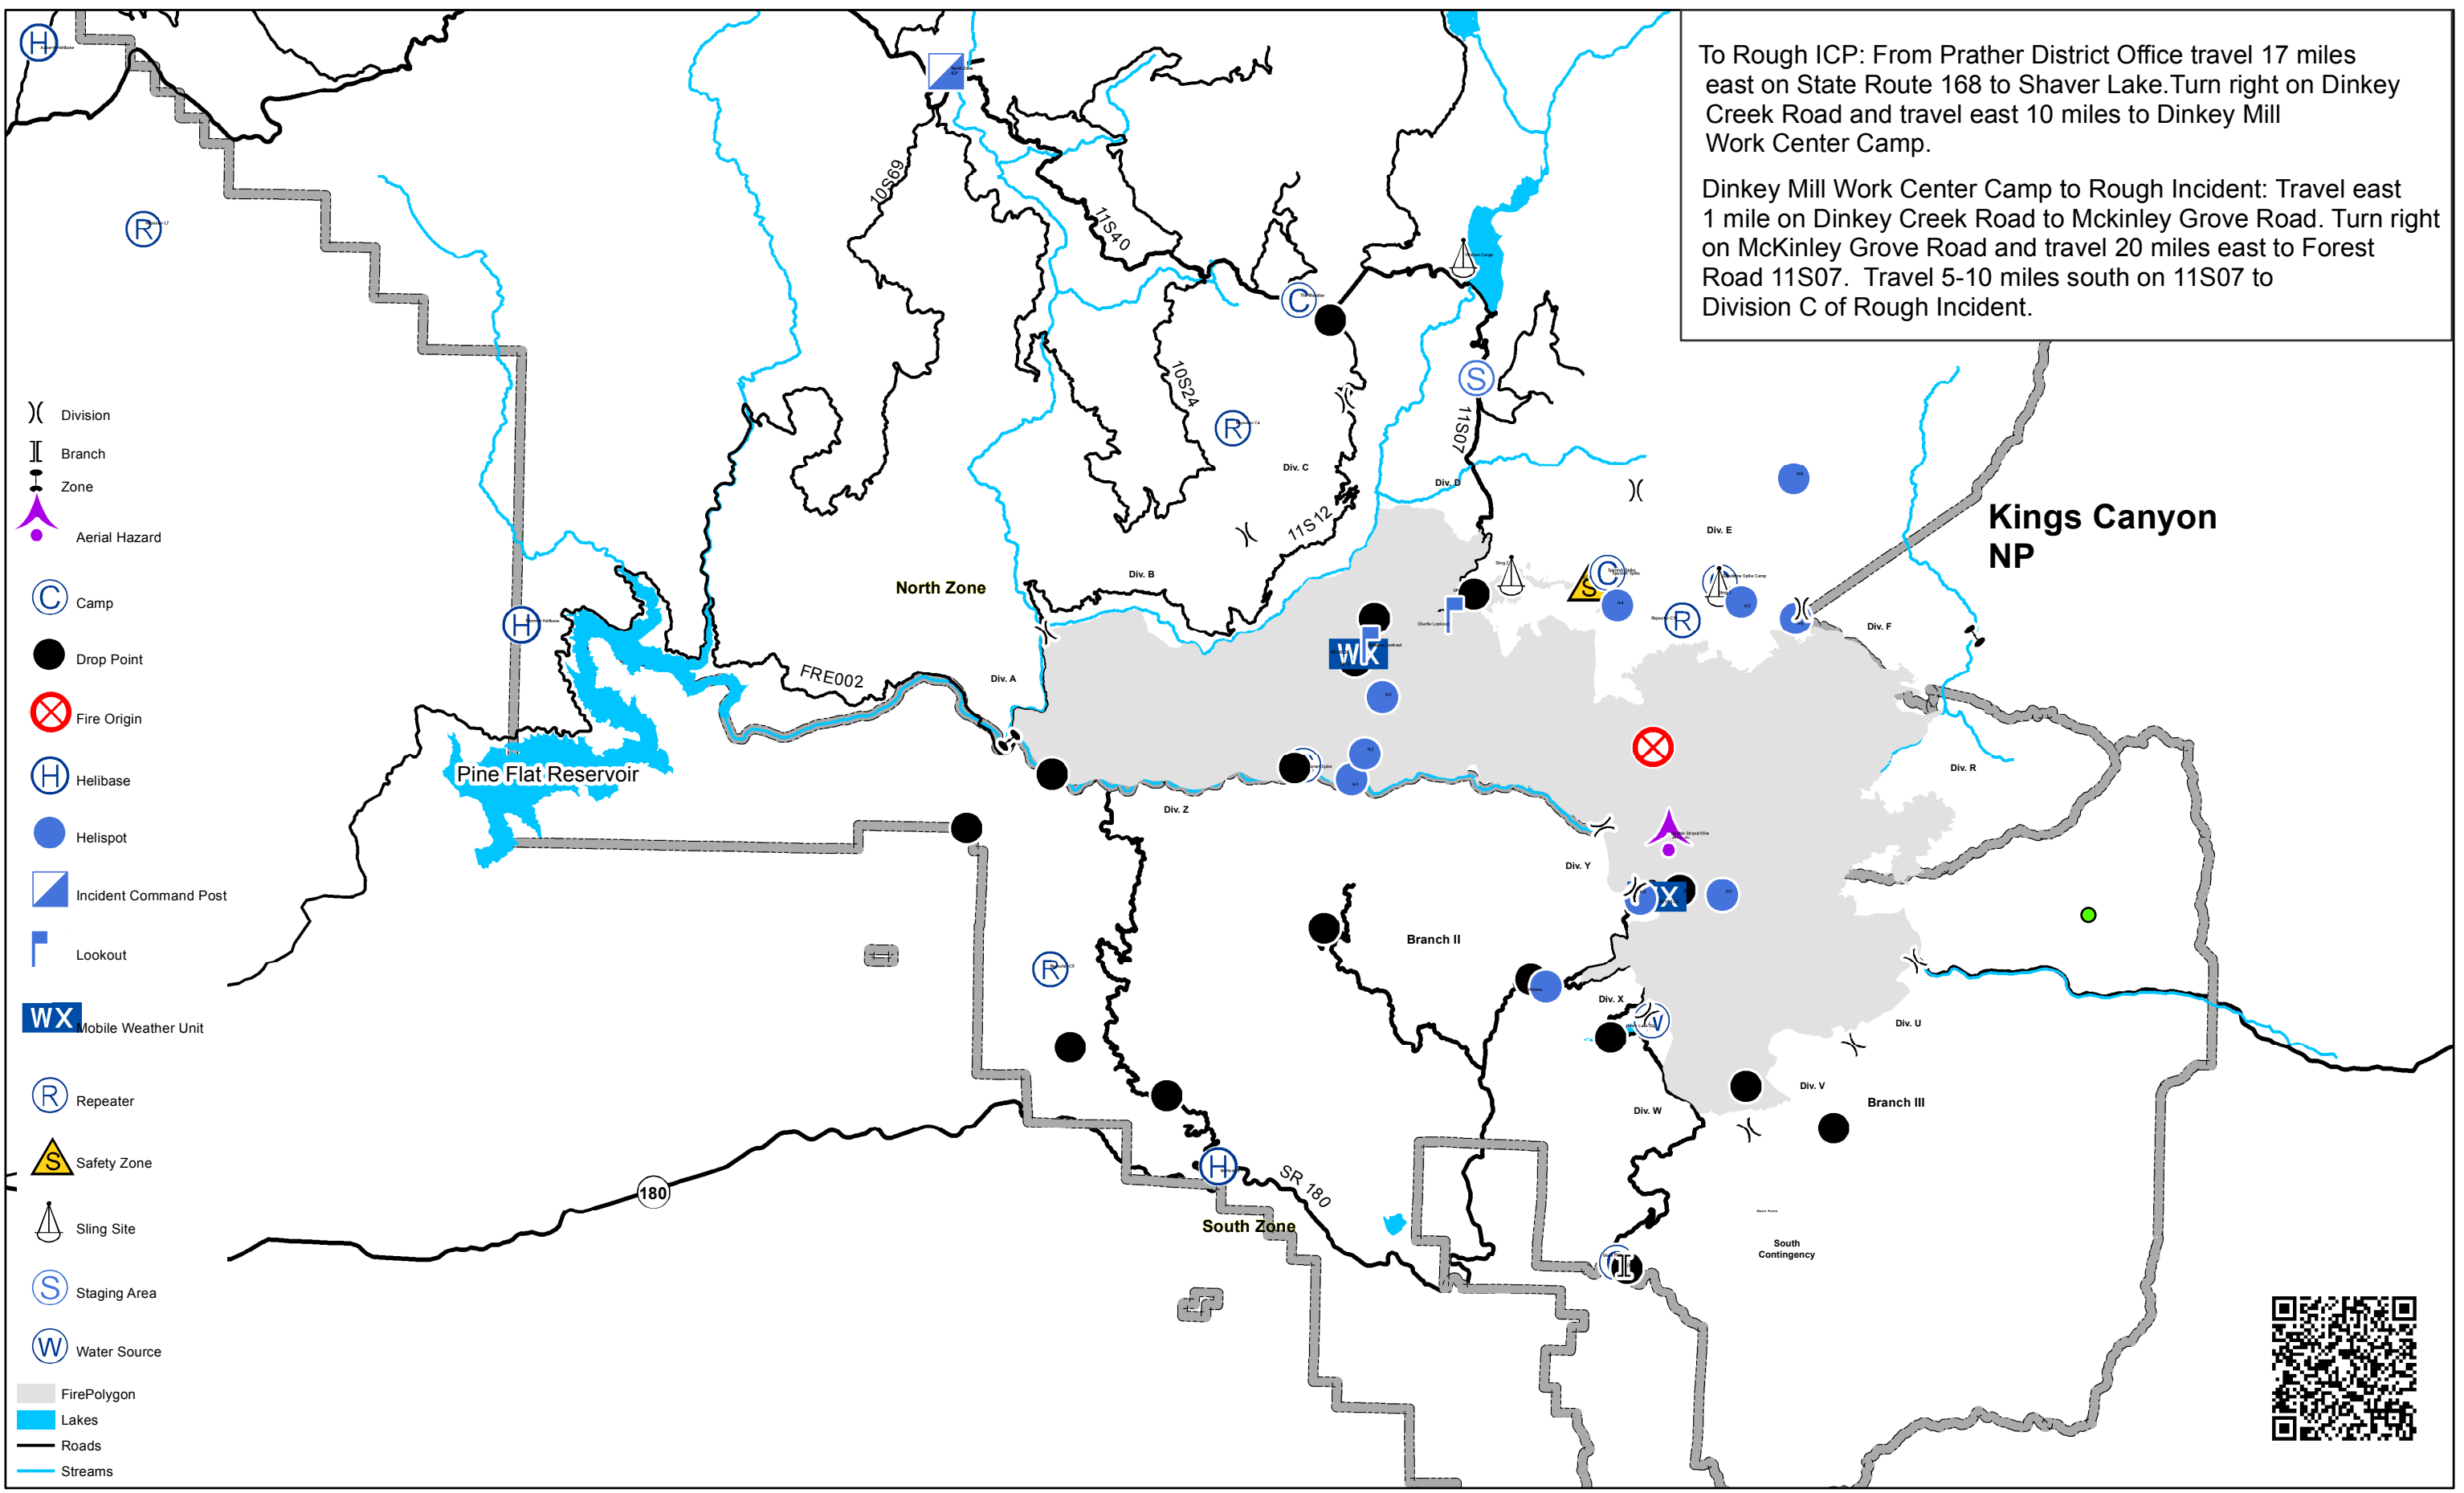 To Rough ICP: From Prather District Office travel 17 miles
east on State Route 168 to Shaver Lake.Turn right on Dinkey
Creek Road and travel east 10 miles to Dinkey Mill
Work Center Camp.
Dinkey Mill Work Center Camp to Rough Incident: Travel east
1 mile on Dinkey Creek Road to Mckinley Grove Road. Turn right
on McKinley Grove Road and travel 20 miles east to Forest
Road 11S07.  Travel 5-10 miles south on 11S07 to
Division C of Rough Incident.
H
R
10S69
11S40
C
10S24
S
11S07
R
Div. C
Div. D
11S12
Div. E
Kings Canyon
NP
Division
Branch
Zone
Aerial Hazard
C Camp
Drop Point
Fire Origin
H Helibase
Helispot
Incident Command Post
Lookout
WX Mobile Weather Unit
R Repeater
S Safety Zone
Sling Site
S Staging Area
W Water Source
FirePolygon
Lakes
Roads
Streams
North Zone
Div. B
S
C
R
H
Charlie Lookout
Div. F
WX
FRE002
Div. A
Pine Flat Reservoir
Div. Z
Div. R
Div. Y
X
Branch II
R
Div. X
W
Div. U
Div. V
Div. W
Branch III
180
H
SR 180
South Zone
South
Contingency